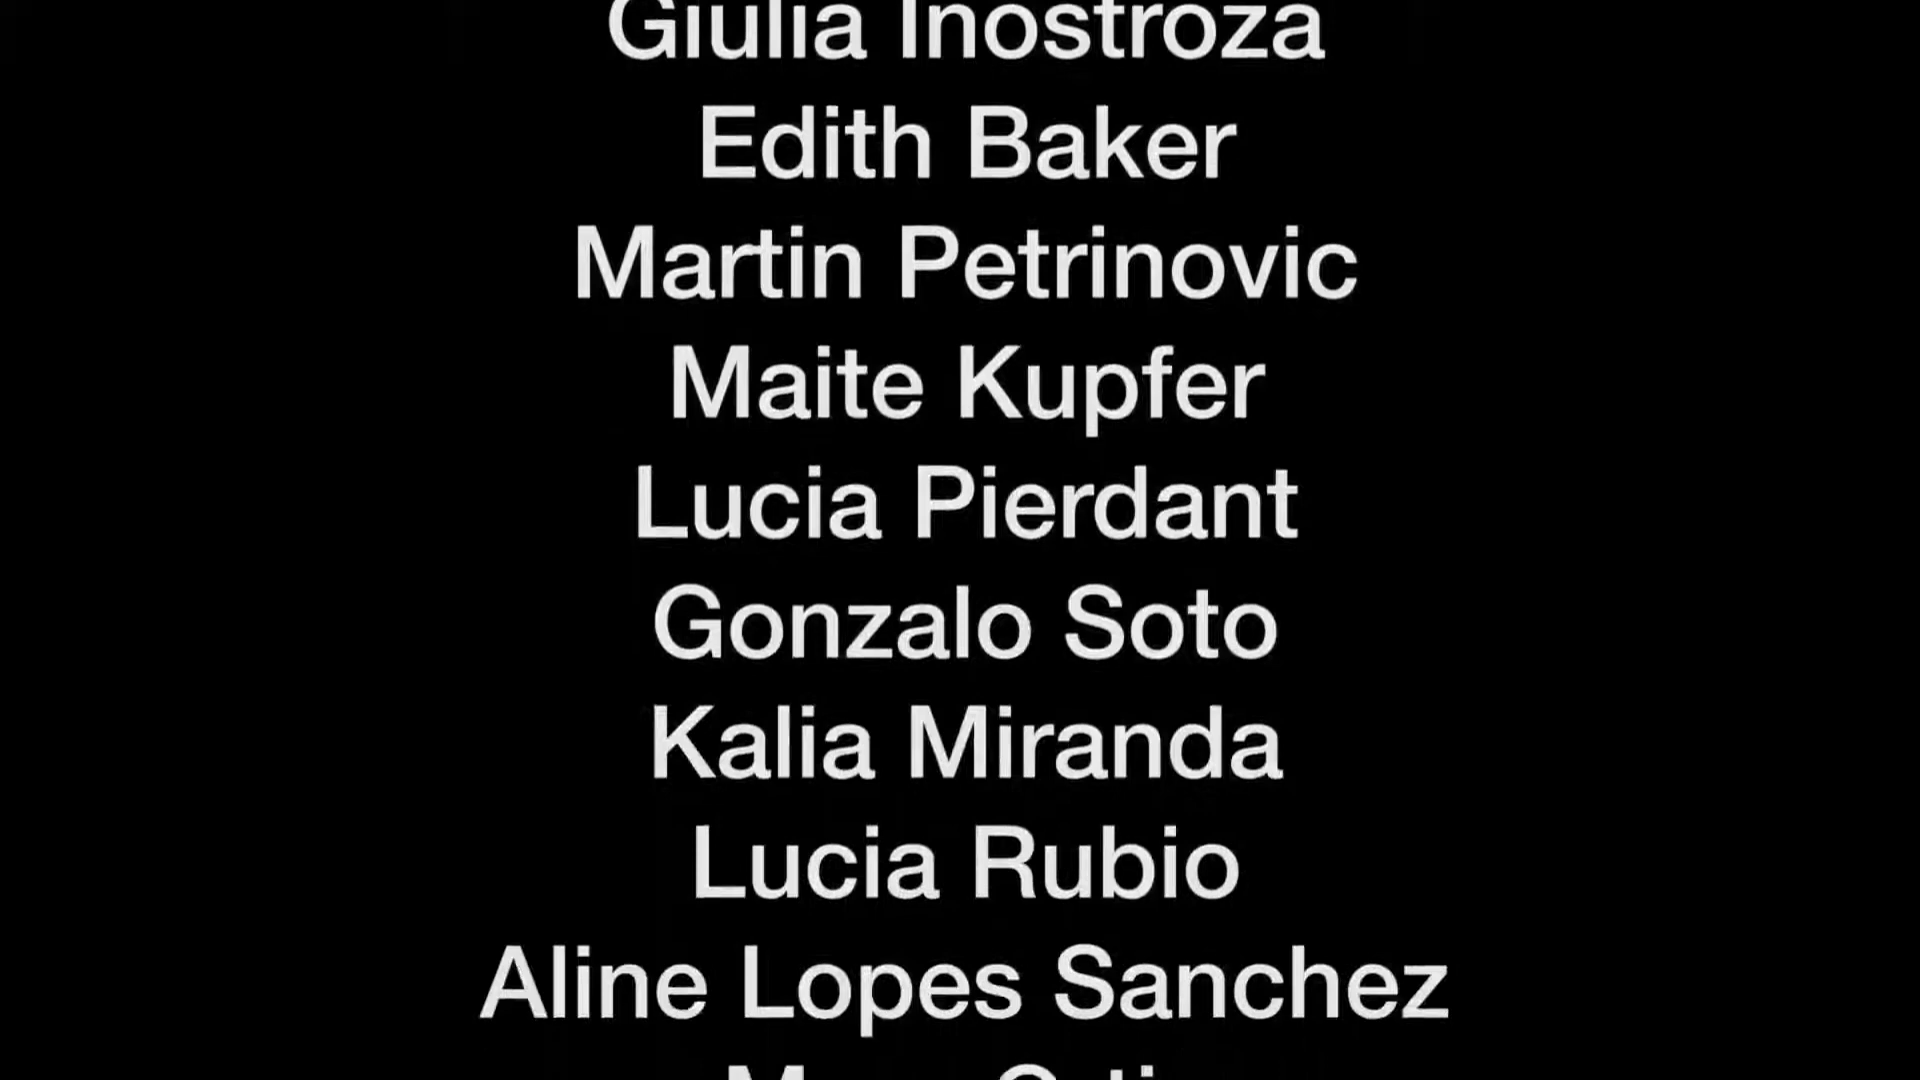 Giulia Inostroza
Edith Baker
Martin Petrinovic
Maite Kupfer
Lucia Pierdant
Gonzalo Soto
Kalia Miranda
Lucia Rubio
Aline Lopes Sanchez